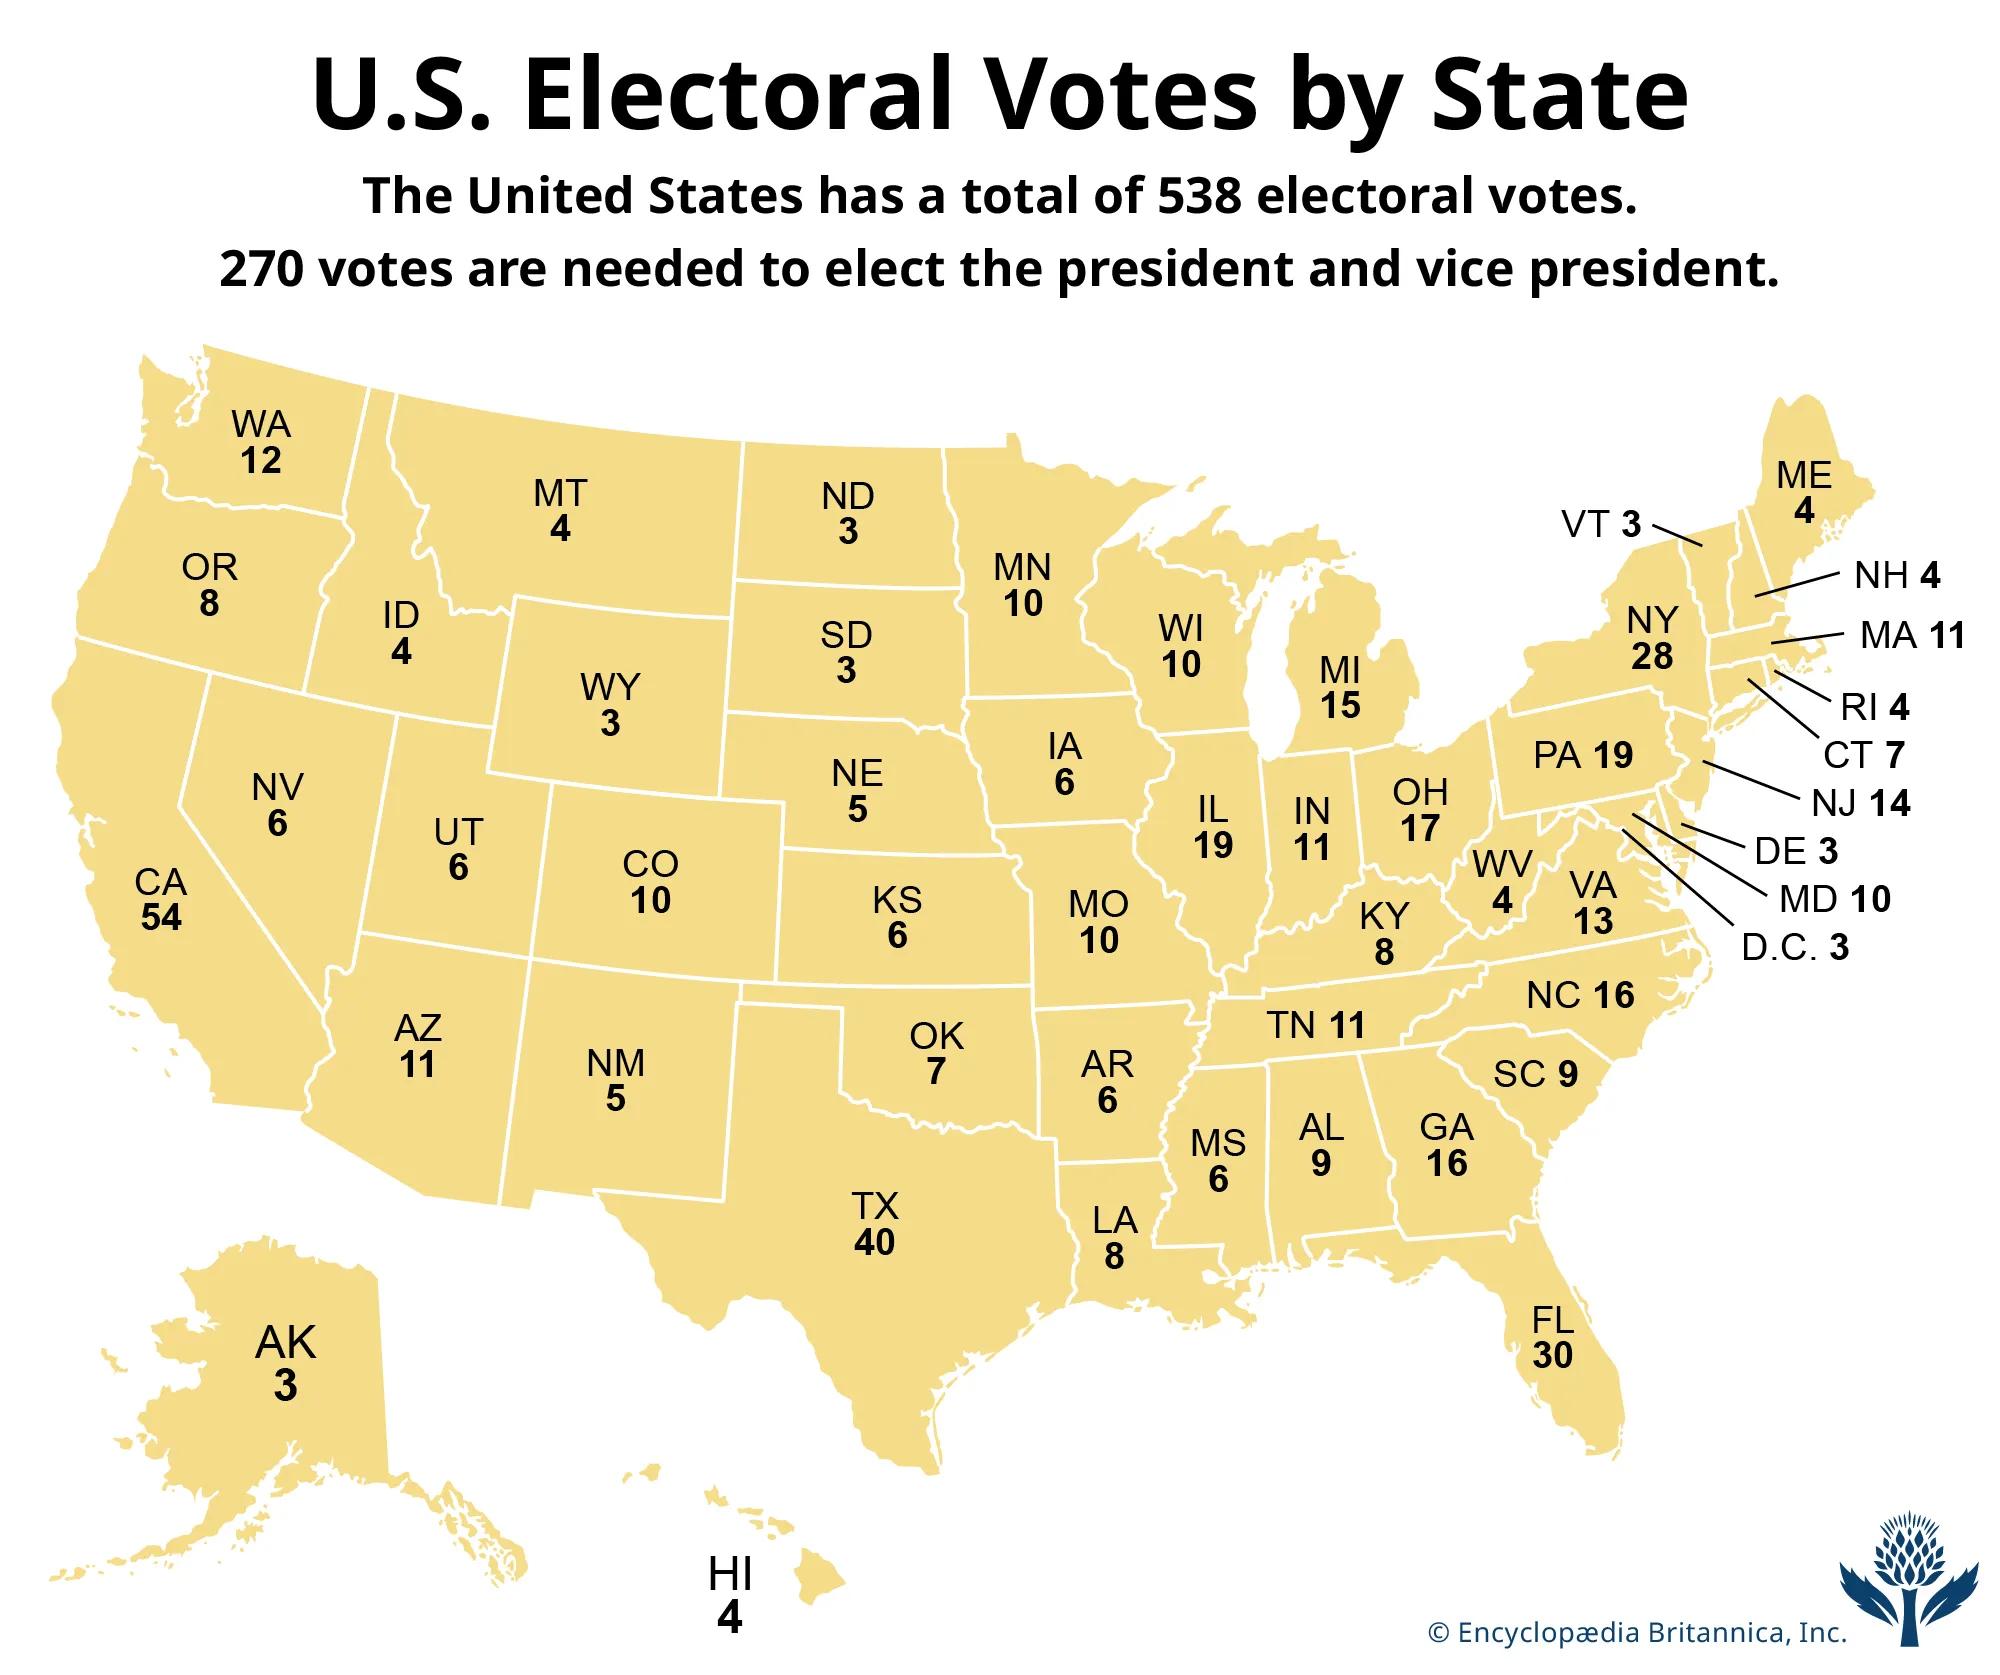 U.S. Electoral Votes by State
The United States has a total of 538 electoral votes.
270 votes are needed to elect the president and vice president.
WA
12
OR
8
CA
54
NV
6
ID
4
MT
4
WY
3
UT
6
AZ
11
CO
10
NM
5
ND
3
SD
3
NE
5
KS
6
OK
7
TX
40
MN
10
IA
6
MO
10
AR
6
LA
8
WI
10
IL
19
MI
15
IN
11
OH
17
KY
8
TN 11
MS
6
AL
9
GA
16
FL
30
SC 9
NC 16
VA
13
WV
4
PA 19
NY
28
VT 3
ME
4
NH 4
MA 11
RI 4
CT 7
NJ 14
DE 3
MD 10
D.C. 3
AK
3
HI
4
© Encyclopædia Britannica, Inc.